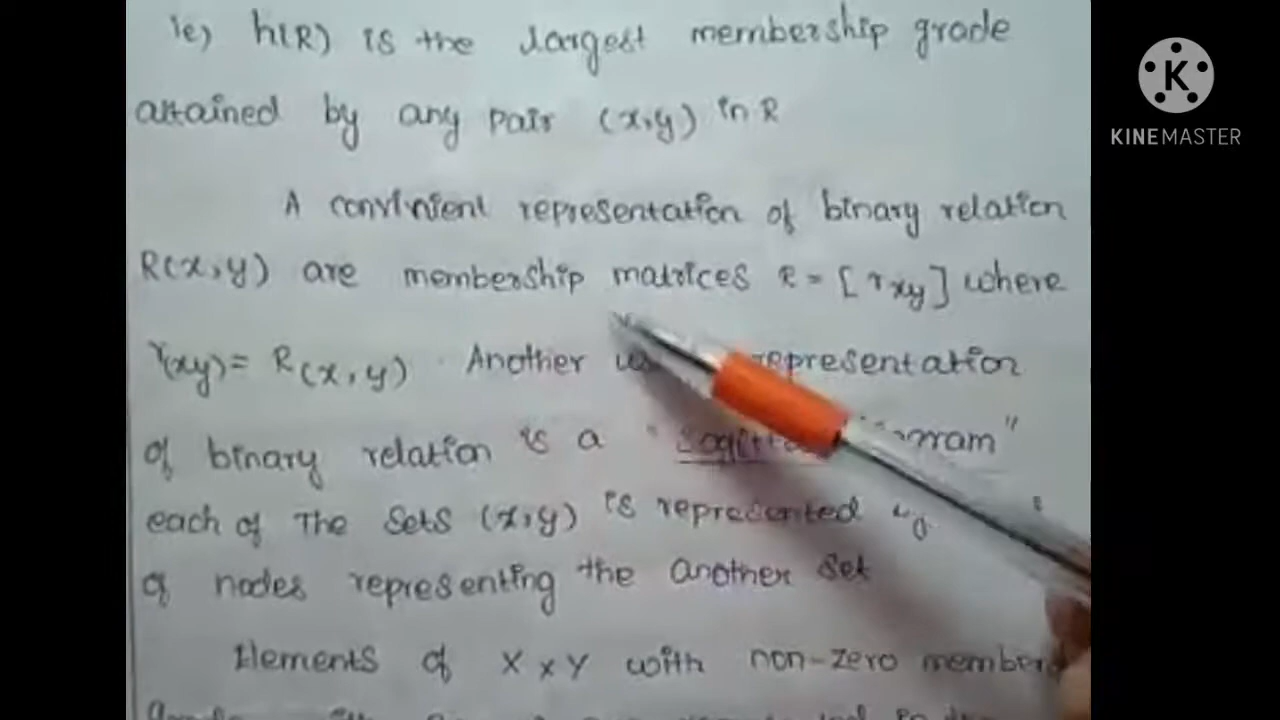 ie) h(R) is the largest membership grade
attained by any pair (x,y) in R
A convinient representation of binary relation
R(x,y) are membership matrices R = [rxy] where
r(xy) = R(x,y) . Another representation
of binary relation is a "
each of The Sets (x,y) is represented
of nodes representing the another set
Elements of X x Y with non-zero member
K
KINEMASTER